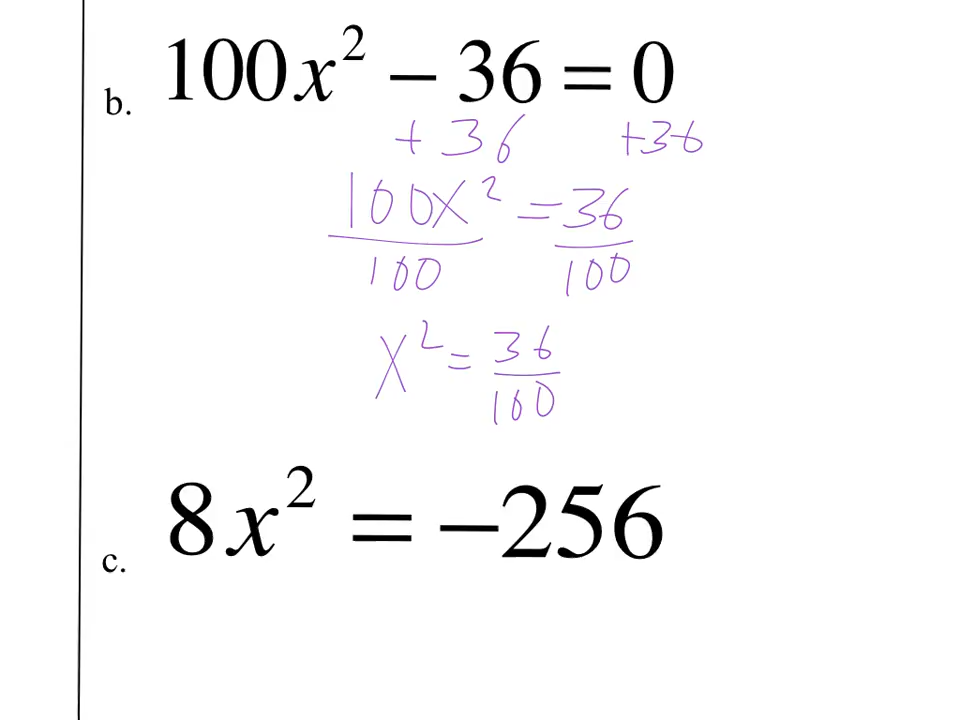 b. 100x² − 36 = 0
+36 +36
100x² = 36
100 100
x² = 36
100
c. 8x² = −256